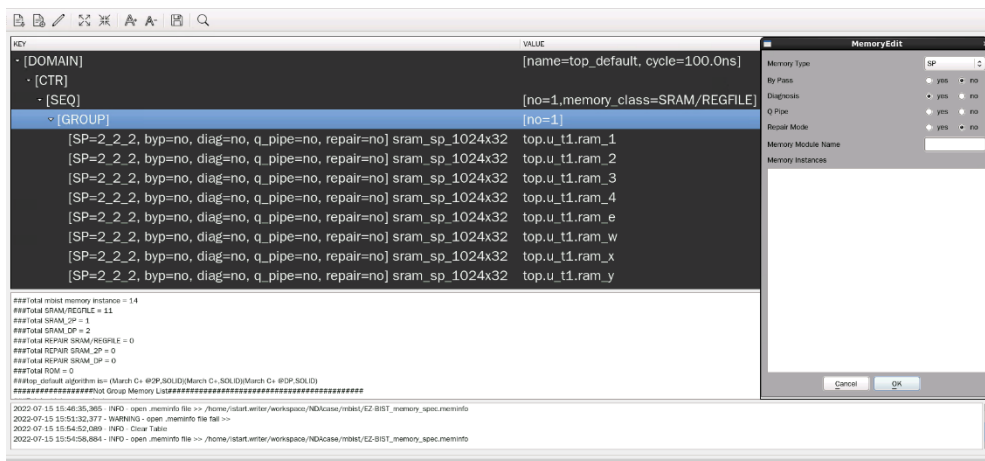 KEY VALUE
[DOMAIN] [name=top_default, cycle=100.0ns]
[CTR]
[SEQ] [no=1,memory_class=SRAM/REGFILE]
[GROUP] [no=1]
[SP=2_2_2, byp=no, diag=no, q_pipe=no, repair=no] sram_sp_1024x32 top.u_t1.ram_1
[SP=2_2_2, byp=no, diag=no, q_pipe=no, repair=no] sram_sp_1024x32 top.u_t1.ram_2
[SP=2_2_2, byp=no, diag=no, q_pipe=no, repair=no] sram_sp_1024x32 top.u_t1.ram_3
[SP=2_2_2, byp=no, diag=no, q_pipe=no, repair=no] sram_sp_1024x32 top.u_t1.ram_4
[SP=2_2_2, byp=no, diag=no, q_pipe=no, repair=no] sram_sp_1024x32 top.u_t1.ram_e
[SP=2_2_2, byp=no, diag=no, q_pipe=no, repair=no] sram_sp_1024x32 top.u_t1.ram_w
[SP=2_2_2, byp=no, diag=no, q_pipe=no, repair=no] sram_sp_1024x32 top.u_t1.ram_x
[SP=2_2_2, byp=no, diag=no, q_pipe=no, repair=no] sram_sp_1024x32 top.u_t1.ram_y
###Total mbist memory instance = 14
###Total SRAM/REGFILE = 11
###Total SRAM_2P = 1
###Total SRAM_DP = 2
###Total REPAIR SRAM/REGFILE = 0
###Total REPAIR SRAM_2P = 0
###Total REPAIR SRAM_DP = 0
###Total ROM = 0
###top_default algorithm is= (March C+ @2P,SOLID)(March C+,SOLID)(March C+ @DP,SOLID)
##################Not Group Memory List############################################
2022-07-15 15:46:35,365 - INFO - open .meminfo file >> /home/istart.writer/workspace/NDAcase/mbist/EZ-BIST_memory_spec.meminfo
2022-07-15 15:51:32,377 - WARNING - open .meminfo file fail >>
2022-07-15 15:54:52,089 - INFO - Clear Table
2022-07-15 15:54:58,884 - INFO - open .meminfo file >> /home/istart.writer/workspace/NDAcase/mbist/EZ-BIST_memory_spec.meminfo
MemoryEdit
Memory Type SP
By Pass yes no
Diagnosis yes no
Q Pipe yes no
Repair Mode yes no
Memory Module Name
Memory Instances
Cancel OK